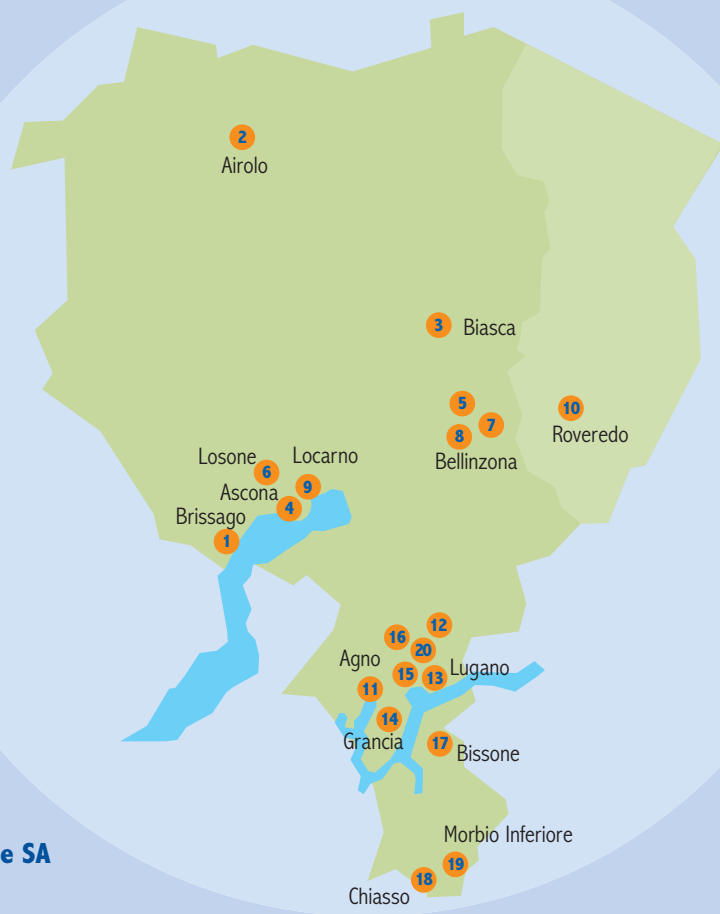 2
Airolo
3 Biasca
5
7
8
Bellinzona
10
Roveredo
Losone
6
Locarno
9
Ascona
4
Brissago
1
12
16
20
Agno
11
15
13
Lugano
14
Grancia
17 Bissone
Morbio Inferiore
19
18
Chiasso
e SA